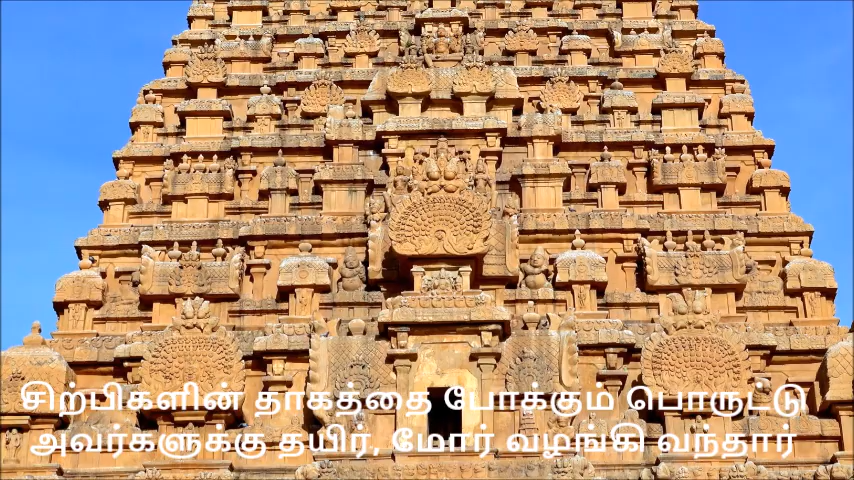 சிற்பிகளின் தாகத்தை போக்கும் பொருட்டு
அவர்களுக்கு தயிர், மோர் வழங்கி வந்தார்